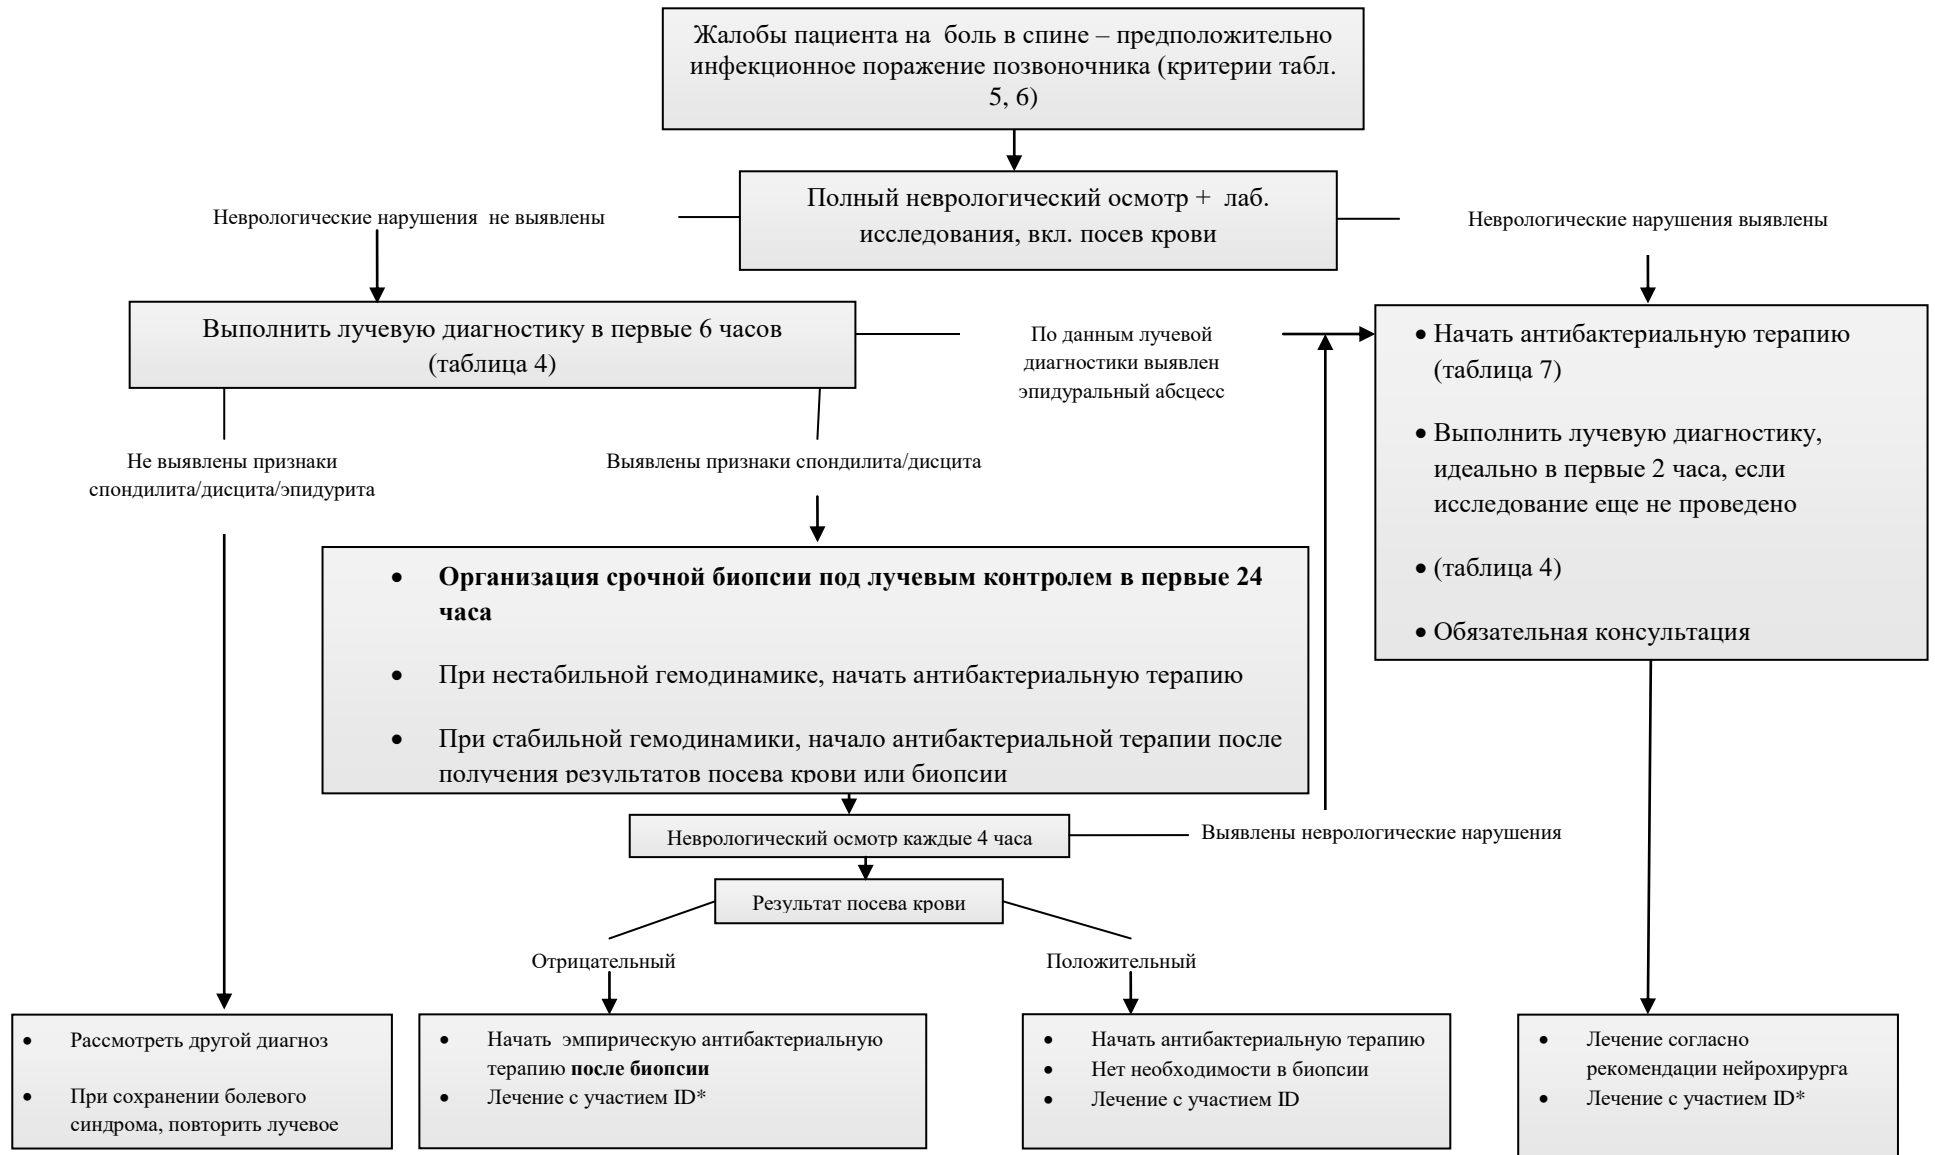 Жалобы пациента на боль в спине – предположительно
инфекционное поражение позвоночника (критерии табл.
5, 6)
Полный неврологический осмотр + лаб.
исследования, вкл. посев крови
Неврологические нарушения не выявлены
Неврологические нарушения выявлены
Выполнить лучевую диагностику в первые 6 часов
(таблица 4)
По данным лучевой
диагностики выявлен
эпидуральный абсцесс
• Начать антибактериальную терапию
(таблица 7)
• Выполнить лучевую диагностику,
идеально в первые 2 часа, если
исследование еще не проведено
• (таблица 4)
• Обязательная консультация
Не выявлены признаки
спондилита/дисцита/эпидурита
Выявлены признаки спондилита/дисцита
• Организация срочной биопсии под лучевым контролем в первые 24
часа
• При нестабильной гемодинамике, начать антибактериальную терапию
• При стабильной гемодинамики, начало антибактериальной терапии после
получения результатов посева крови или биопсии
Неврологический осмотр каждые 4 часа
Выявлены неврологические нарушения
Результат посева крови
Отрицательный
Положительный
• Рассмотреть другой диагноз
• При сохранении болевого
синдрома, повторить лучевое
• Начать эмпирическую антибактериальную
терапию после биопсии
• Лечение с участием ID*
• Начать антибактериальную терапию
• Нет необходимости в биопсии
• Лечение с участием ID
• Лечение согласно
рекомендации нейрохирурга
• Лечение с участием ID*